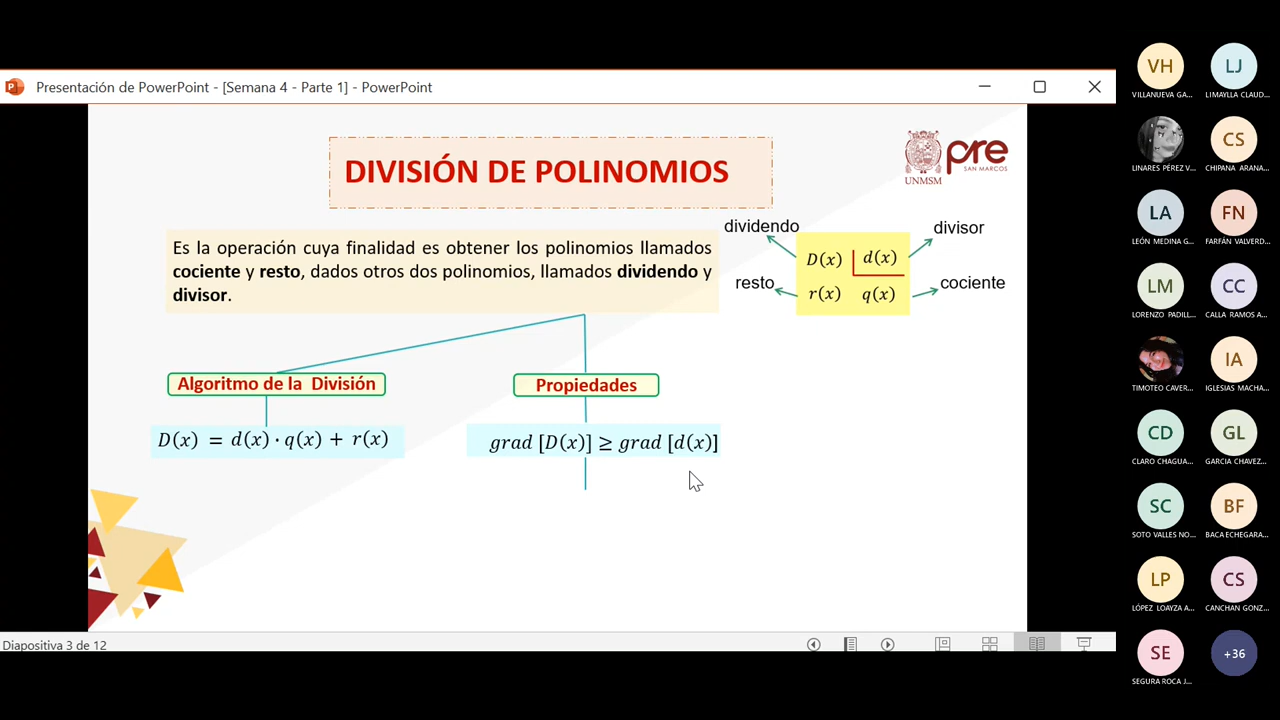 Presentación de PowerPoint - [Semana 4 - Parte 1] - PowerPoint
DIVISIÓN DE POLINOMIOS
UNMSM
pre
SAN MARCOS
Es la operación cuya finalidad es obtener los polinomios llamados
cociente y resto, dados otros dos polinomios, llamados dividendo y
divisor.
dividendo
divisor
D(x) d(x)
resto
r(x) q(x)
cociente
Algoritmo de la División
D(x) = d(x) · q(x) + r(x)
Propiedades
grad [D(x)] ≥ grad [d(x)]
Diapositiva 3 de 12
VH
VILLANUEVA GA...
LJ
LIMAYLLA CLAUD...
LINARES PÉREZ V...
CS
CHIPANA ARANA...
LA
LEÓN MEDINA G...
FN
FARFÁN VALVERD...
LM
LORENZO PADILL...
CC
CALLA RAMOS A...
TIMOTEO CAVER...
IA
IGLESIAS MACHA...
CD
CLARO CHAGUA...
GL
GARCIA CHAVEZ...
SC
SOTO VALLES NO...
BF
BACA ECHEGARA...
LP
LÓPEZ LOAYZA A...
CS
CANCHAN GONZ...
SE
SEGURA ROCA J...
+36